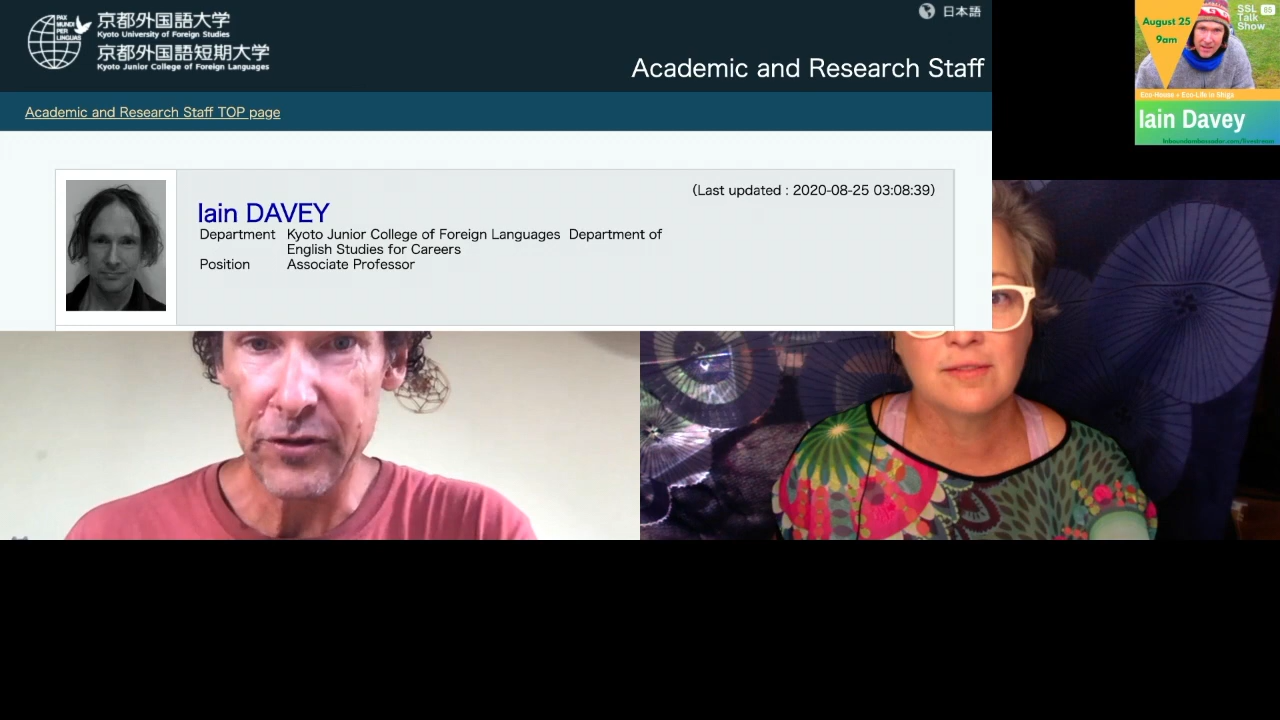 PAX
MUNDI
PER
LINGUAS
京都外国語大学
Kyoto University of Foreign Studies
京都外国語短期大学
Kyoto Junior College of Foreign Languages
日本語
Academic and Research Staff
Academic and Research Staff TOP page
(Last updated : 2020-08-25 03:08:39)
Iain DAVEY
Department Kyoto Junior College of Foreign Languages Department of
English Studies for Careers
Position Associate Professor
August 25
9am
SSL 85
Talk
Show
Eco-House + Eco-Life in Shiga
Iain Davey